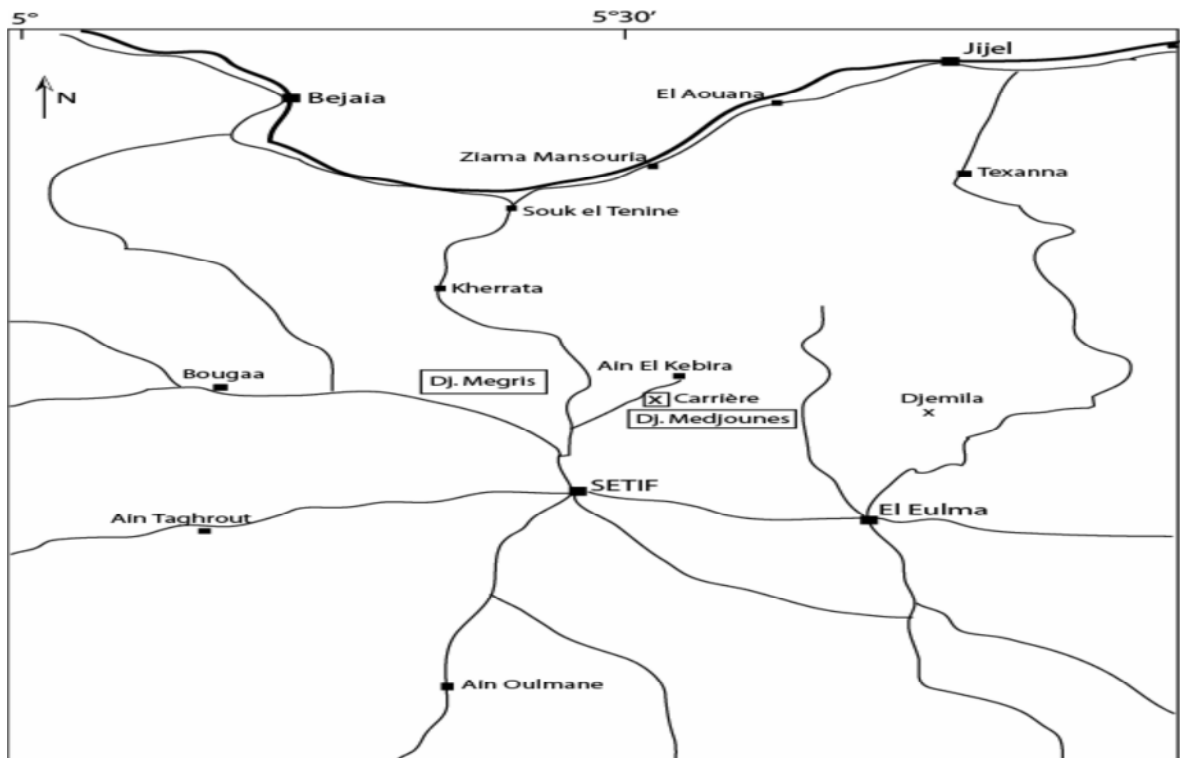 5°
5°30'
N
Jijel
Bejaia
El Aouana
Ziama Mansouria
Texanna
Souk el Tenine
Kherrata
Ain El Kebira
Bougaa
Dj. Megris
x Carrière
Djemila
x
Dj. Medjounes
SETIF
El Eulma
Ain Taghrout
Ain Oulmane